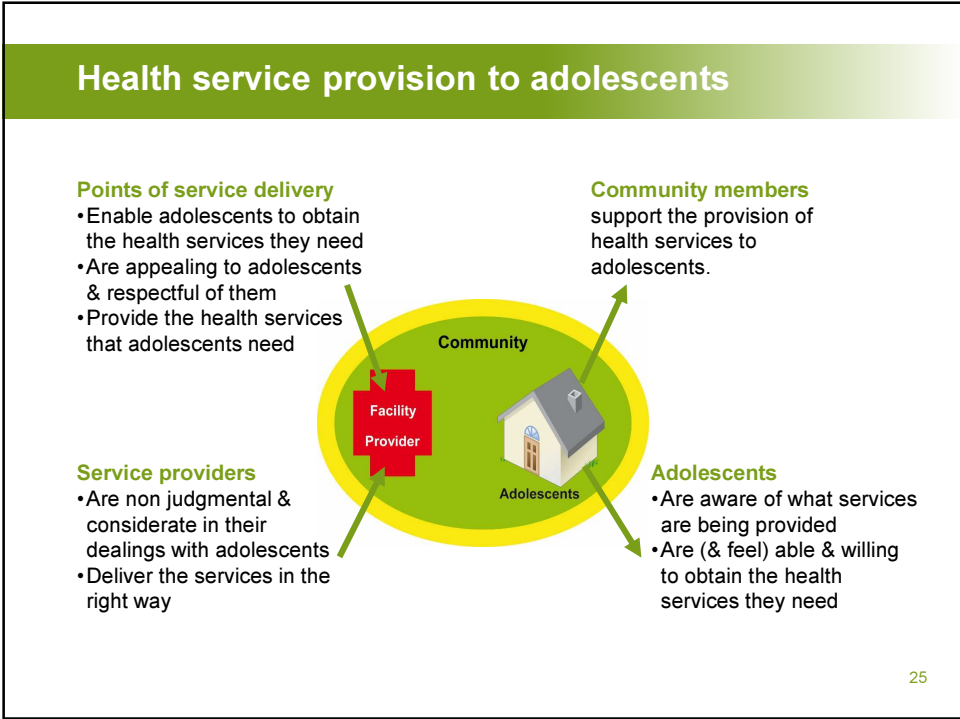 Health service provision to adolescents
Points of service delivery
•Enable adolescents to obtain
the health services they need
•Are appealing to adolescents
& respectful of them
•Provide the health services
that adolescents need
Community members
support the provision of
health services to
adolescents.
Community
Facility
Provider
Adolescents
Service providers
•Are non judgmental &
considerate in their
dealings with adolescents
•Deliver the services in the
right way
Adolescents
•Are aware of what services
are being provided
•Are (& feel) able & willing
to obtain the health
services they need
25